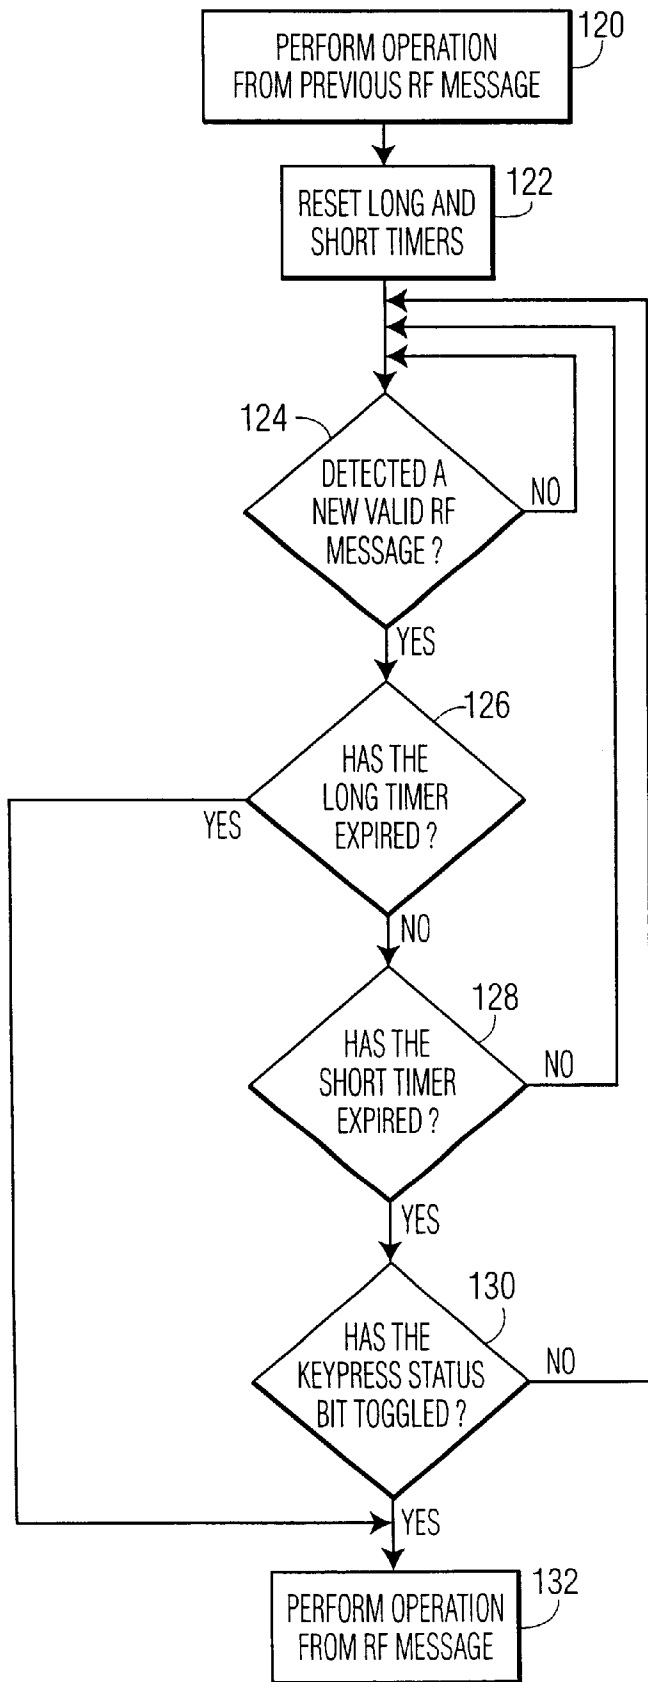 PERFORM OPERATION
FROM PREVIOUS RF MESSAGE
120
RESET LONG AND
SHORT TIMERS
122
124
DETECTED A
NEW VALID RF
MESSAGE ?
NO
YES
126
HAS THE
LONG TIMER
EXPIRED ?
YES
NO
128
HAS THE
SHORT TIMER
EXPIRED ?
NO
YES
130
HAS THE
KEYPRESS STATUS
BIT TOGGLED ?
NO
YES
132
PERFORM OPERATION
FROM RF MESSAGE